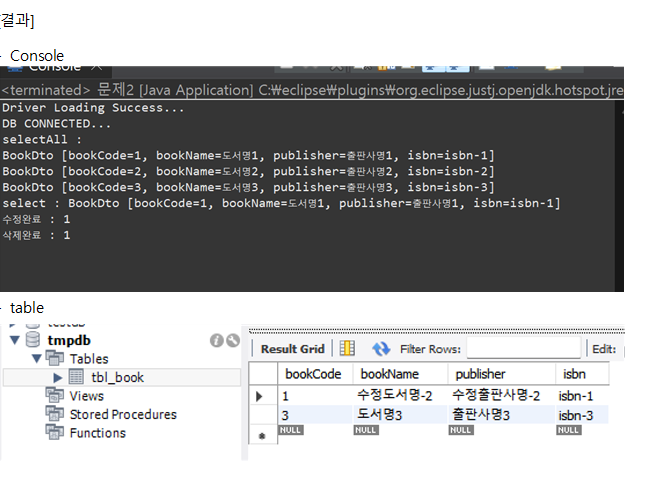 [결과]
- Console
Console
<terminated> 문제2 [Java Application] C:￦eclipse￦plugins￦org.eclipse.justj.openjdk.hotspot.jre
Driver Loading Success...
DB CONNECTED...
selectAll :
BookDto [bookCode=1, bookName=도서명1, publisher=출판사명1, isbn=isbn-1]
BookDto [bookCode=2, bookName=도서명2, publisher=출판사명2, isbn=isbn-2]
BookDto [bookCode=3, bookName=도서명3, publisher=출판사명3, isbn=isbn-3]
select : BookDto [bookCode=1, bookName=도서명1, publisher=출판사명1, isbn=isbn-1]
수정완료 : 1
삭제완료 : 1
- table
tmpdb
Tables
tbl_book
Views
Stored Procedures
Functions
Result Grid Filter Rows: Edit:
bookCode bookName publisher isbn
1 수정도서명-2 수정출판사명-2 isbn-1
3 도서명3 출판사명3 isbn-3
NULL NULL NULL NULL